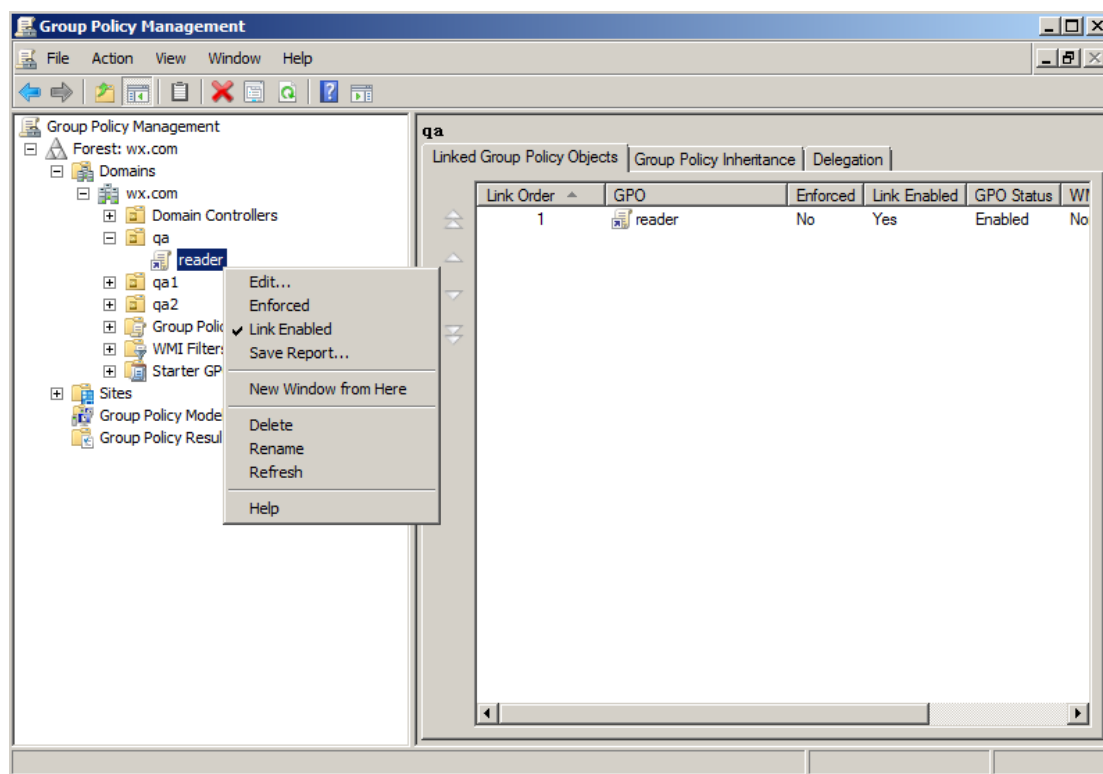 Group Policy Management
File Action View Window Help
Group Policy Management
Forest: wx.com
Domains
wx.com
Domain Controllers
qa
reader
qa1
qa2
Group Polic
WMI Filter
Starter GP
Sites
Group Policy Mode
Group Policy Resul
Edit...
Enforced
Link Enabled
Save Report...
New Window from Here
Delete
Rename
Refresh
Help
qa
Linked Group Policy Objects Group Policy Inheritance Delegation
Link Order GPO Enforced Link Enabled GPO Status WM
1 reader No Yes Enabled No